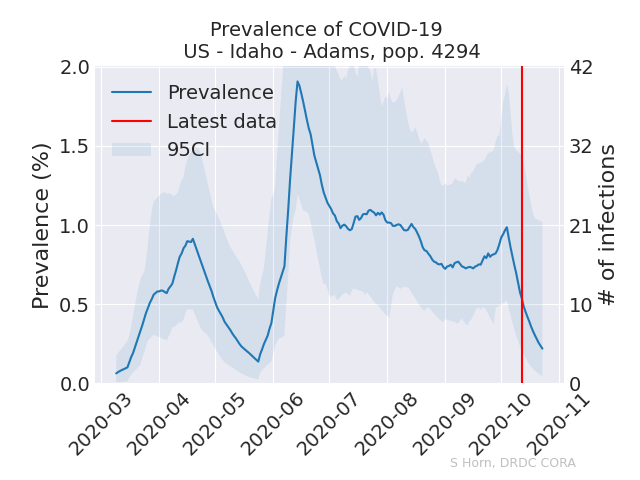 Prevalence of COVID-19
US - Idaho - Adams, pop. 4294
Prevalence (%)
2.0
1.5
1.0
0.5
0.0
Prevalence
Latest data
95CI
42
32
21
10
0
# of infections
2020-03
2020-04
2020-05
2020-06
2020-07
2020-08
2020-09
2020-10
2020-11
S Horn, DRDC CORA